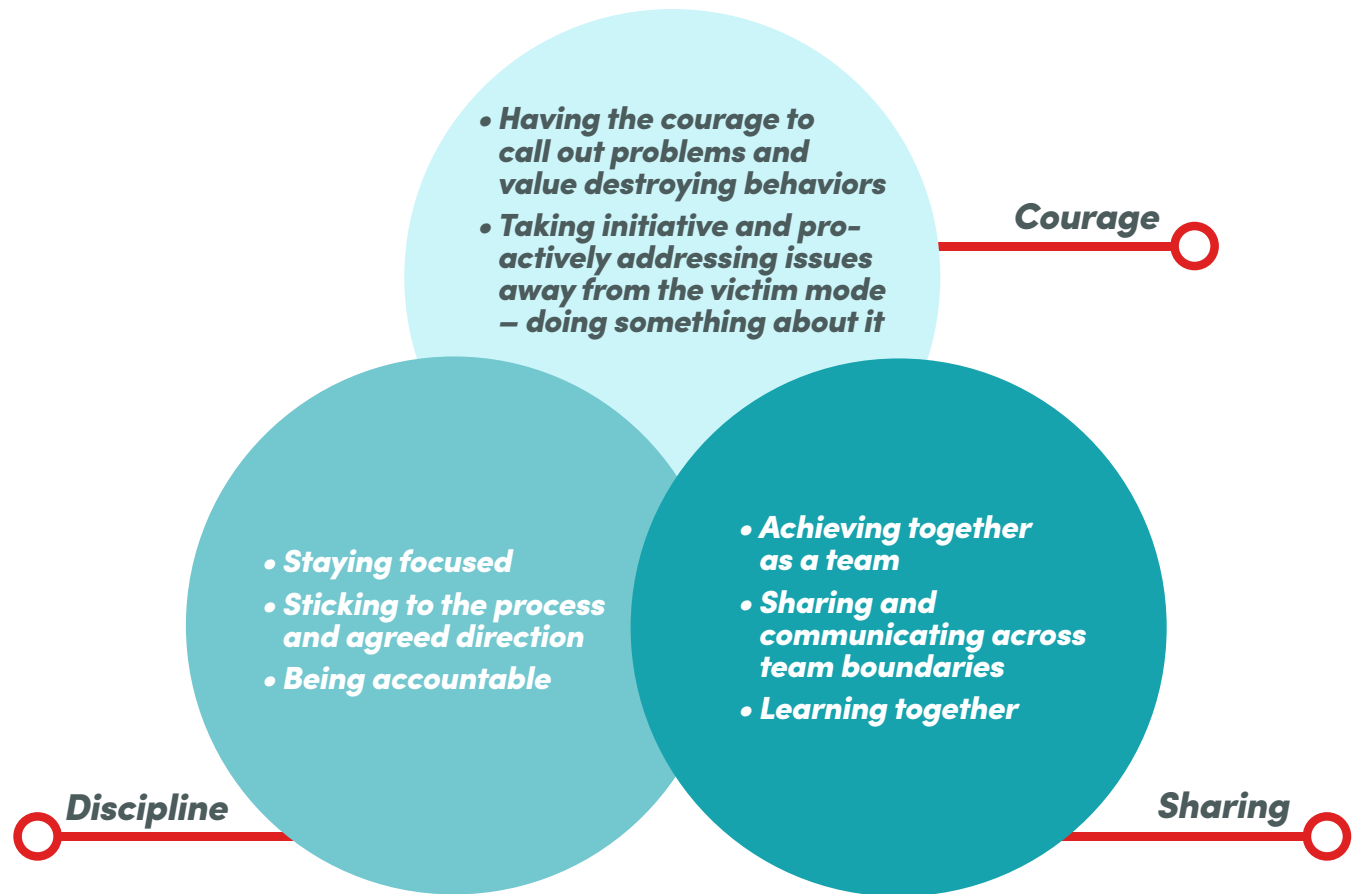 • Having the courage to
call out problems and
value destroying behaviors
• Taking initiative and pro-
actively addressing issues
away from the victim mode
– doing something about it
Courage
• Staying focused
• Sticking to the process
and agreed direction
• Being accountable
Discipline
• Achieving together
as a team
• Sharing and
communicating across
team boundaries
• Learning together
Sharing